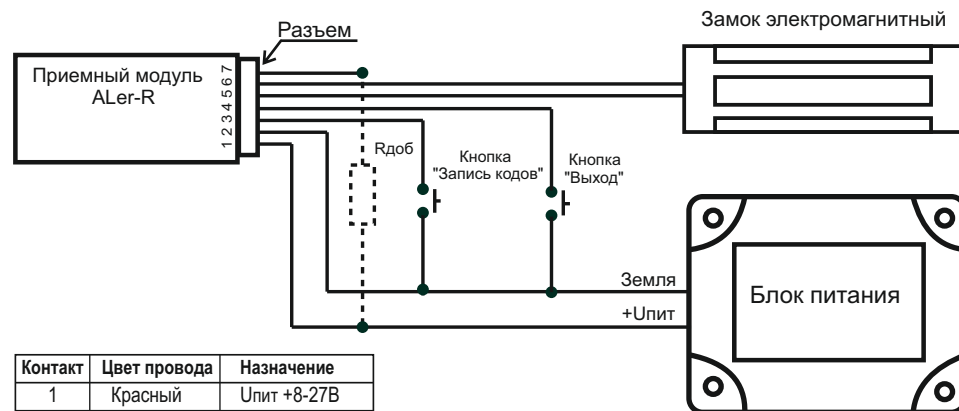 Замок электромагнитный
Разъем
Приемный модуль
ALer-R
1 2 3 4 5 6 7
Rдоб
Кнопка
"Запись кодов"
Кнопка
"Выход"
Земля
+Uпит
Блок питания
Контакт Цвет провода Назначение
1 Красный Uпит +8-27В